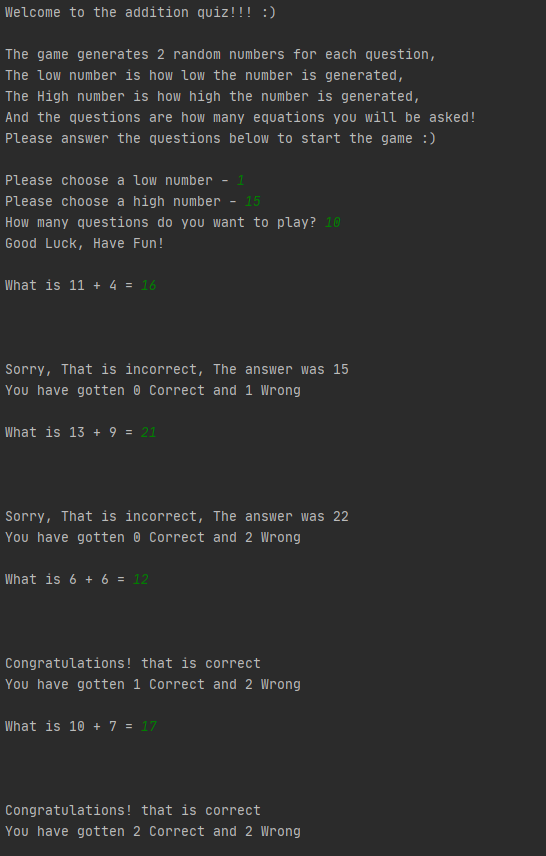 Welcome to the addition quiz!!! :)
The game generates 2 random numbers for each question,
The low number is how low the number is generated,
The High number is how high the number is generated,
And the questions are how many equations you will be asked!
Please answer the questions below to start the game :)
Please choose a low number - 1
Please choose a high number - 15
How many questions do you want to play? 10
Good Luck, Have Fun!
What is 11 + 4 = 16
Sorry, That is incorrect, The answer was 15
You have gotten 0 Correct and 1 Wrong
What is 13 + 9 = 21
Sorry, That is incorrect, The answer was 22
You have gotten 0 Correct and 2 Wrong
What is 6 + 6 = 12
Congratulations! that is correct
You have gotten 1 Correct and 2 Wrong
What is 10 + 7 = 17
Congratulations! that is correct
You have gotten 2 Correct and 2 Wrong